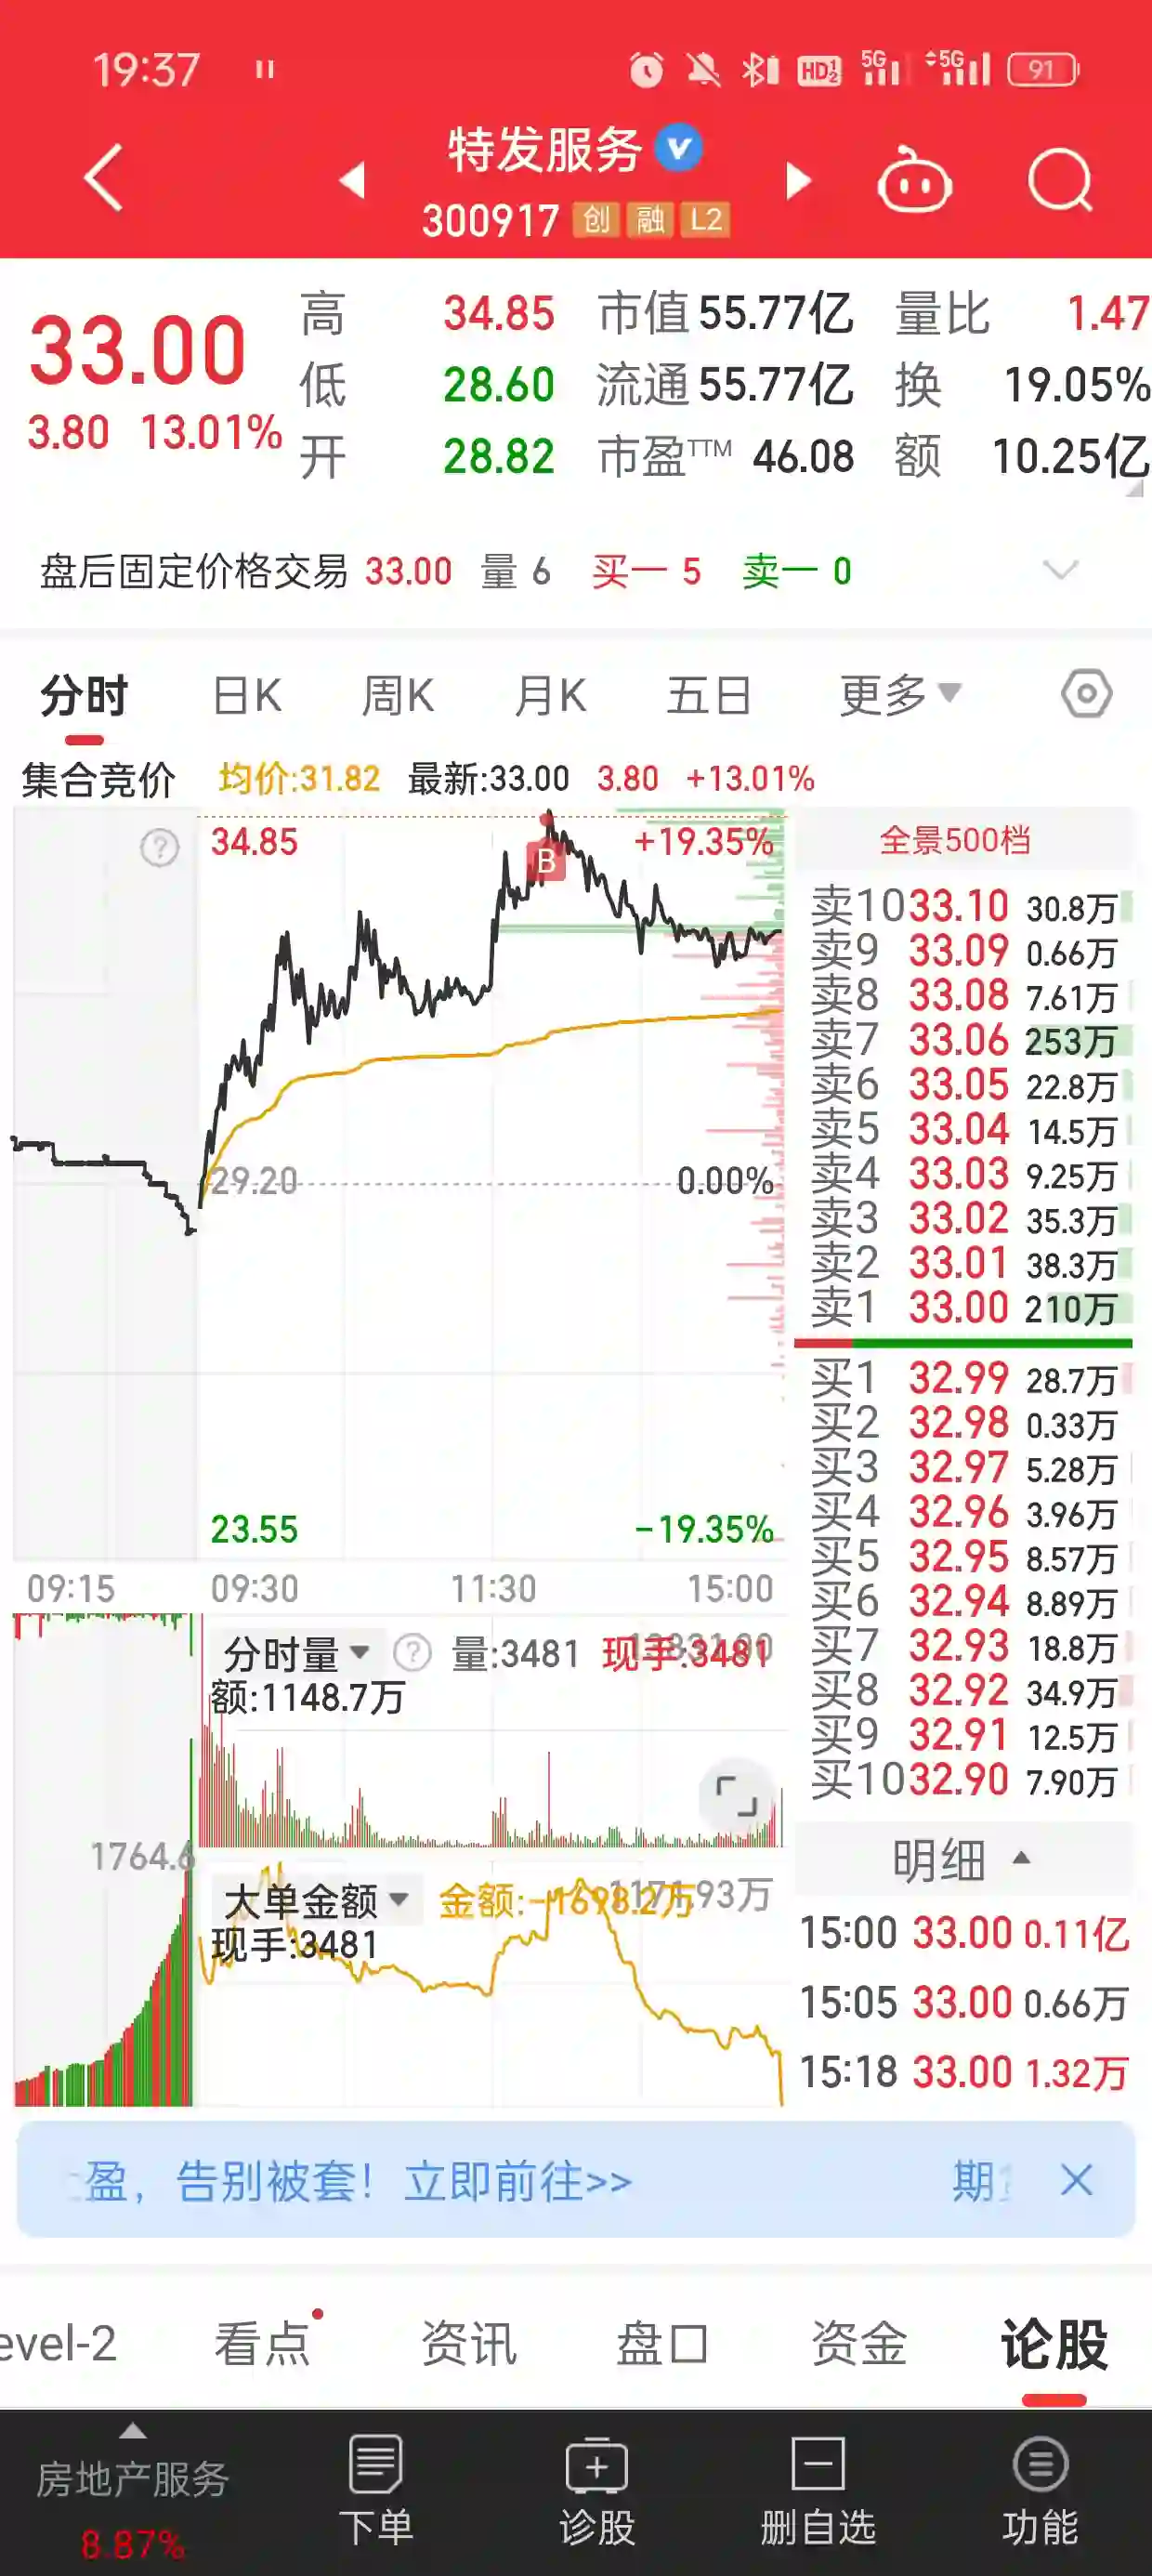 19:37 HD1 2 5G 5G 91
特发服务
300917 创 融 L2
33.00 高 34.85 市值 55.77亿 量比 1.47
3.80 13.01% 低 28.60 流通 55.77亿 换 19.05%
开 28.82 市盈TTM 46.08 额 10.25亿
盘后固定价格交易 33.00 量 6 买一 5 卖一 0
分时 日K 周K 月K 五日 更多
集合竞价 均价:31.82 最新:33.00 3.80 +13.01%
? 34.85 +19.35%
B
29.20 0.00%
23.55 -19.35%
09:15 09:30 11:30 15:00
全景500档
卖10 33.10 30.8万
卖9 33.09 0.66万
卖8 33.08 7.61万
卖7 33.06 253万
卖6 33.05 22.8万
卖5 33.04 14.5万
卖4 33.03 9.25万
卖3 33.02 35.3万
卖2 33.01 38.3万
卖1 33.00 210万
买1 32.99 28.7万
买2 32.98 0.33万
买3 32.97 5.28万
买4 32.96 3.96万
买5 32.95 8.57万
买6 32.94 8.89万
买7 32.93 18.8万
买8 32.92 34.9万
买9 32.91 12.5万
买10 32.90 7.90万
分时量 ? 量:3481 现手:3481
额:1148.7万
1764.6
大单金额 金额:-1698.2万
现手:3481
明细
15:00 33.00 0.11亿
15:05 33.00 0.66万
15:18 33.00 1.32万
盈，告别被套！立即前往>> 期
evel-2 看点 资讯 盘口 资金 论股
房地产服务
8.87%
下单 诊股 删自选 功能